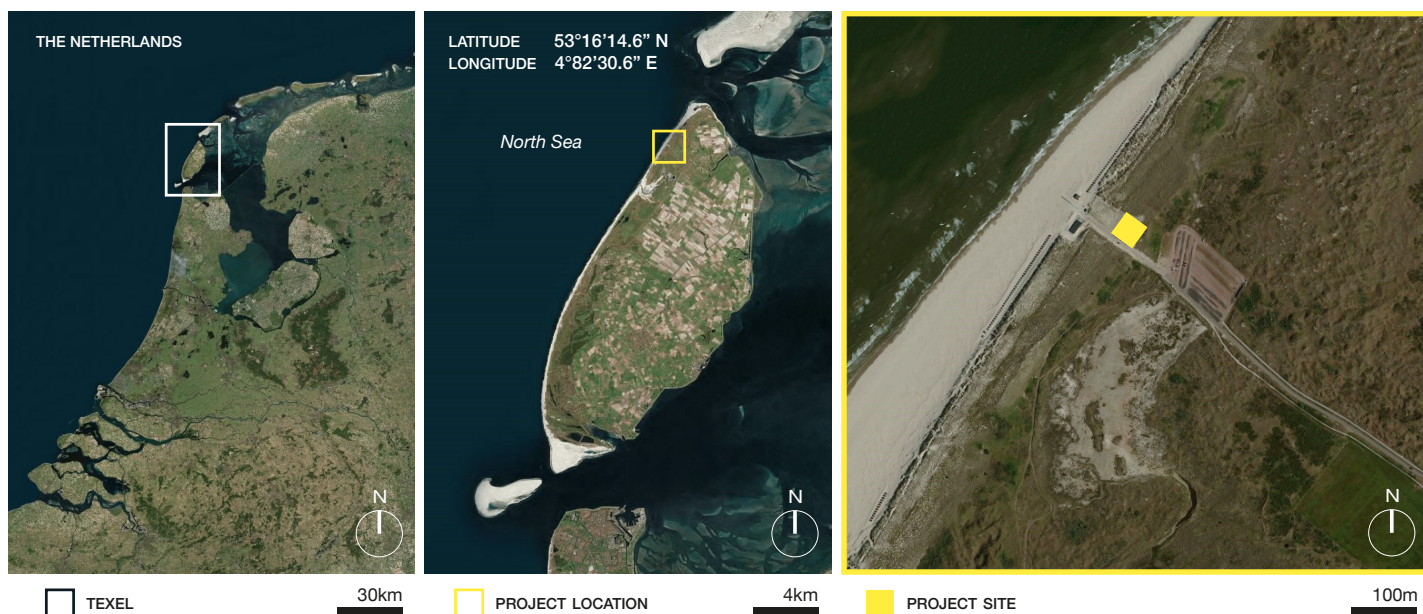 THE NETHERLANDS
N
TEXEL
30km
LATITUDE 53°16’14.6” N
LONGITUDE 4°82’30.6” E
North Sea
N
PROJECT LOCATION
4km
N
PROJECT SITE
100m